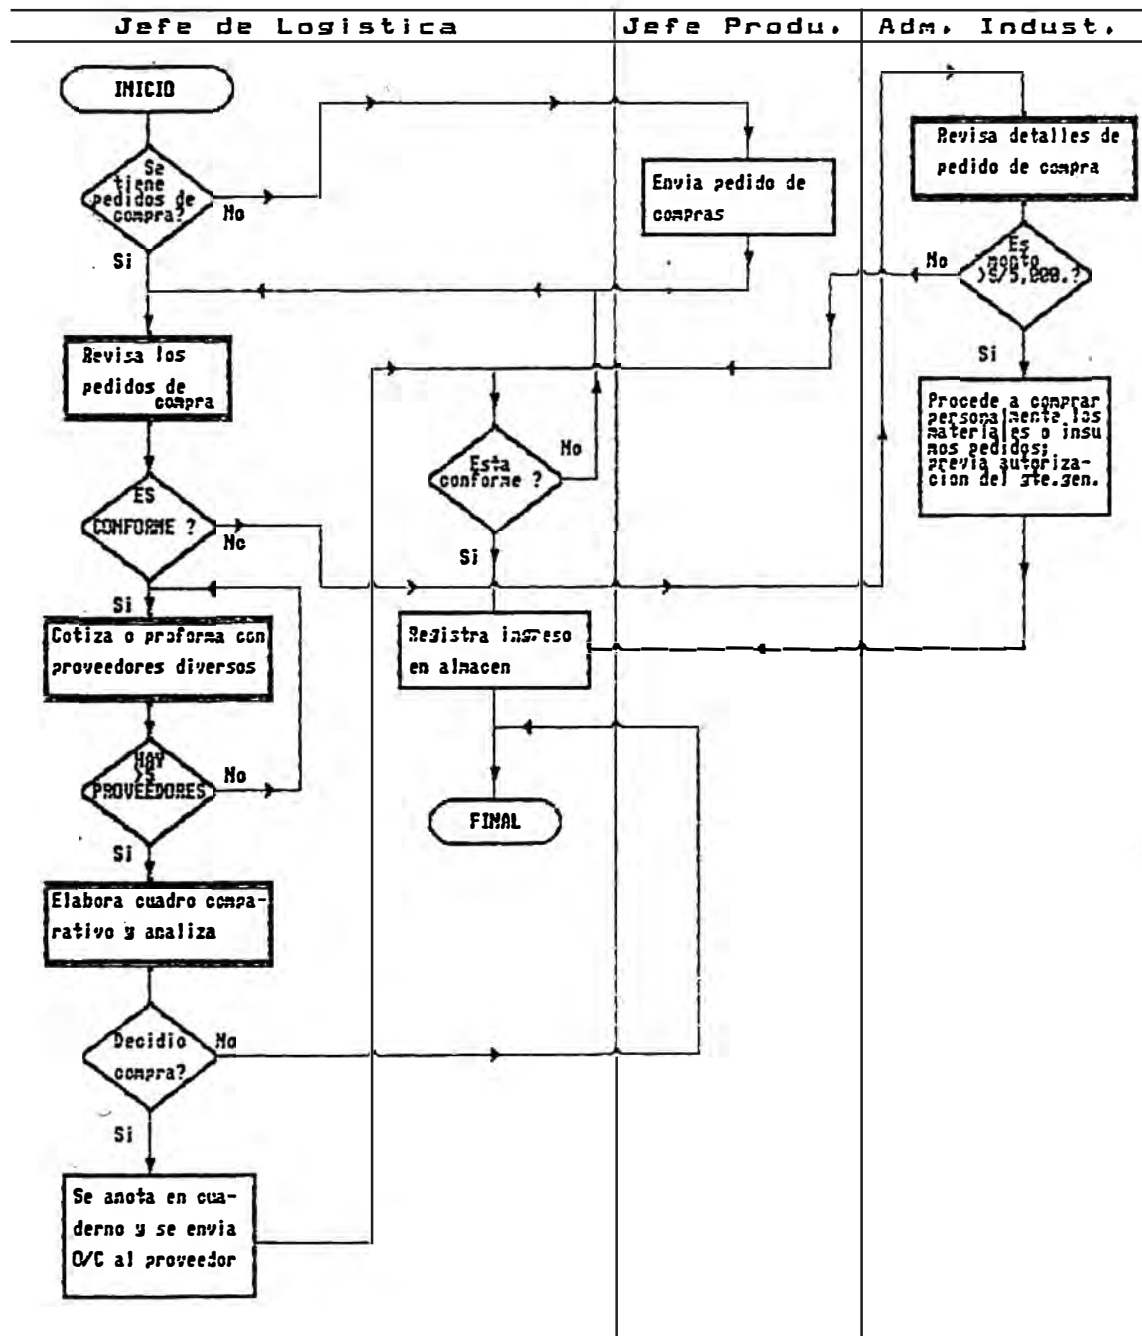 Jefe de Logistica
Jefe Produ.
Adm. Indust.
INICIO
Se
tiene
pedidos de
compra?
No
Si
Envia pedido de
compras
Revisa detalles de
pedido de compra
Es
monto
No
Si
Revisa los
pedidos de
compra
Procede a comprar
personalmente los
materiales o insu
mos pedidos;
previa autoriza-
cion del gte.gen.
Esta
conforme ?
No
Si
ES
CONFORME ?
No
Si
Cotiza o proforma con
proveedores diversos
Registra ingreso
en almacen
HAY
>5
PROVEEDORES
No
Si
FINAL
Elabora cuadro compa-
rativo y analiza
Decidio
compra?
No
Si
Se anota en cua-
derno y se envia
O/C al proveedor